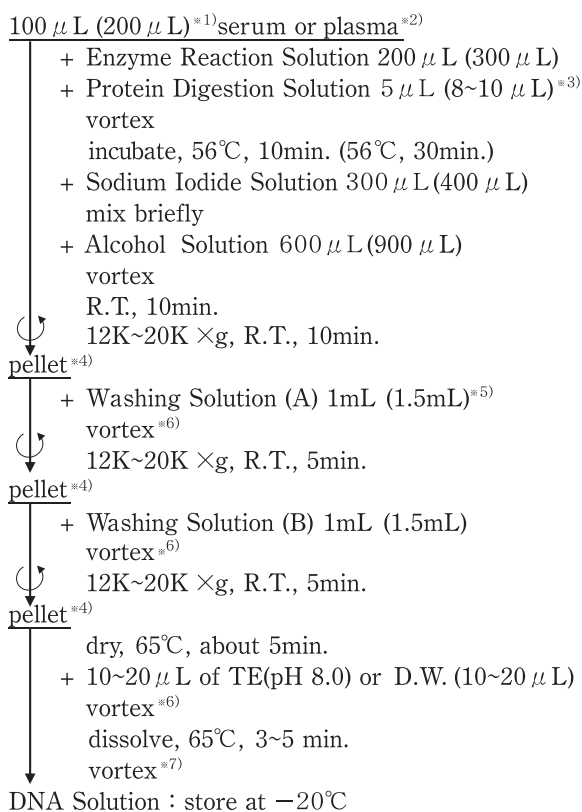 100 μL (200 μL)※1)serum or plasma※2)
+ Enzyme Reaction Solution 200 μL (300 μL)
+ Protein Digestion Solution 5 μL (8~10 μL)※3)
vortex
incubate, 56℃, 10min. (56℃, 30min.)
+ Sodium Iodide Solution 300 μL (400 μL)
mix briefly
+ Alcohol Solution 600 μL (900 μL)
vortex
R.T., 10min.
12K~20K ×g, R.T., 10min.
pellet※4)
+ Washing Solution (A) 1mL (1.5mL)※5)
vortex※6)
12K~20K ×g, R.T., 5min.
pellet※4)
+ Washing Solution (B) 1mL (1.5mL)
vortex※6)
12K~20K ×g, R.T., 5min.
pellet※4)
dry, 65℃, about 5min.
+ 10~20 μL of TE(pH 8.0) or D.W. (10~20 μL)
vortex※6)
dissolve, 65℃, 3~5 min.
vortex※7)
DNA Solution : store at −20℃